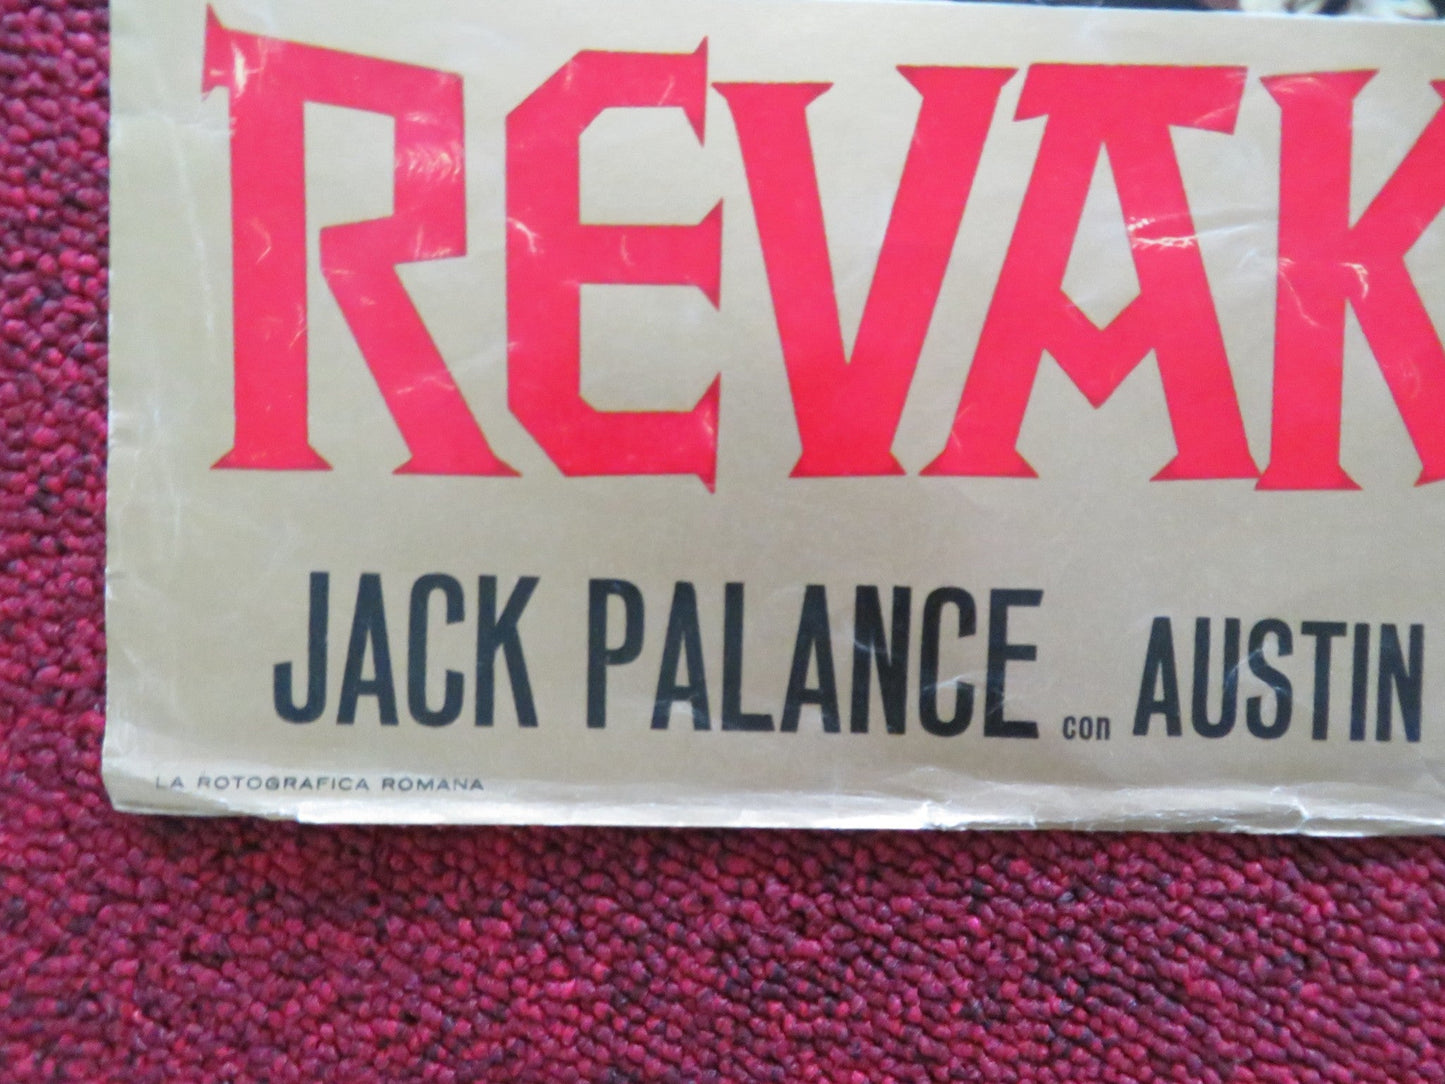 REVAK
JACK PALANCE con AUSTIN
LA ROTOGRAFICA ROMANA